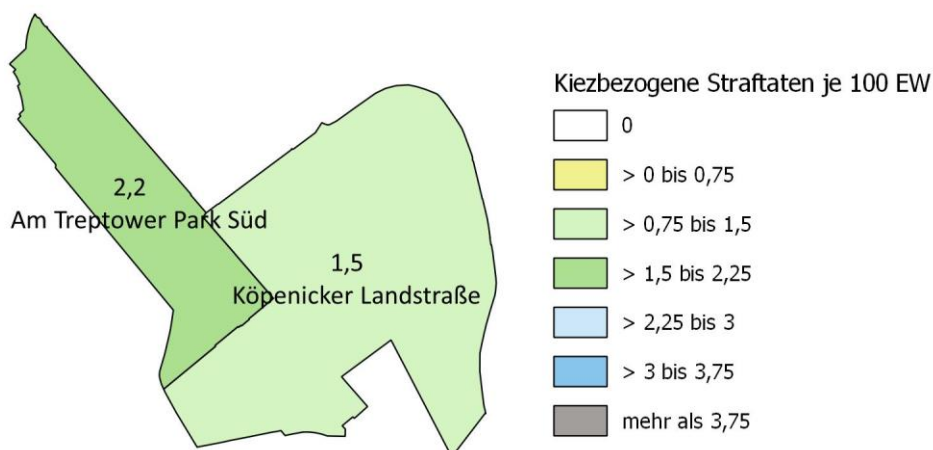 2,2
Am Treptower Park Süd
1,5
Köpenicker Landstraße
Kiezbezogene Straftaten je 100 EW
0
> 0 bis 0,75
> 0,75 bis 1,5
> 1,5 bis 2,25
> 2,25 bis 3
> 3 bis 3,75
mehr als 3,75